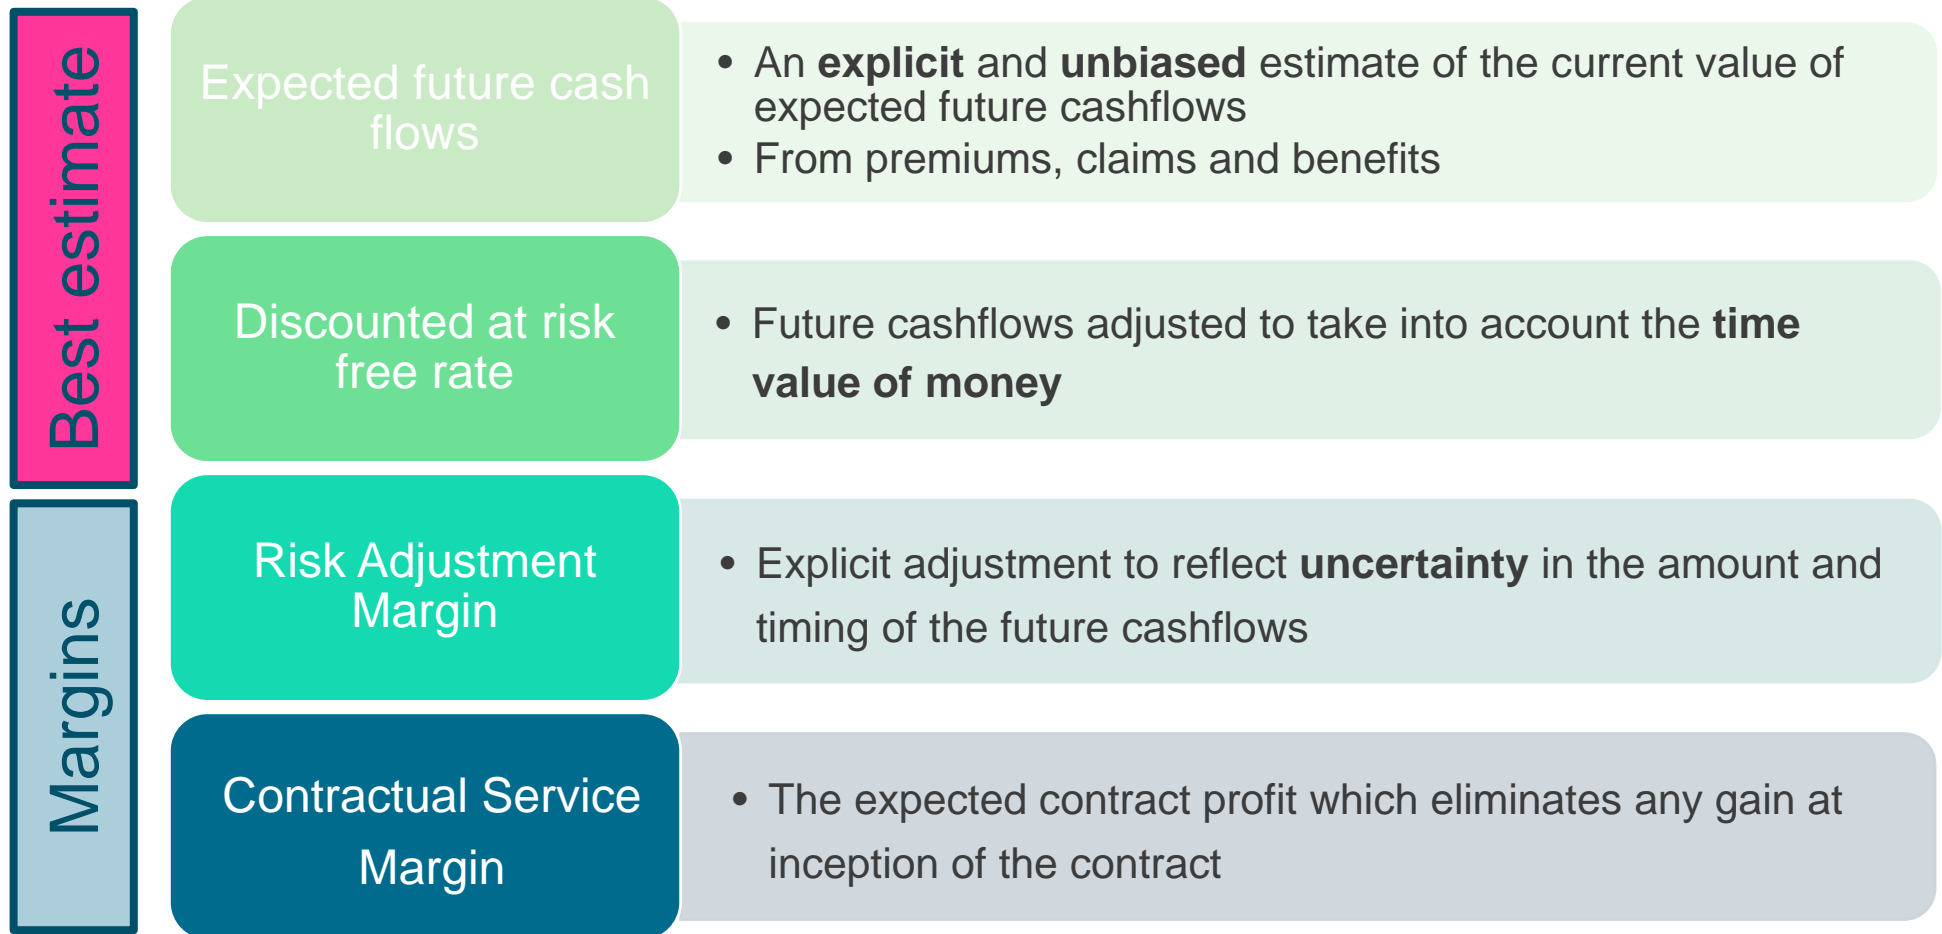 Best estimate
Expected future cash
flows
• An explicit and unbiased estimate of the current value of
expected future cashflows
• From premiums, claims and benefits
Discounted at risk
free rate
• Future cashflows adjusted to take into account the time
value of money
Margins
Risk Adjustment
Margin
• Explicit adjustment to reflect uncertainty in the amount and
timing of the future cashflows
Contractual Service
Margin
• The expected contract profit which eliminates any gain at
inception of the contract